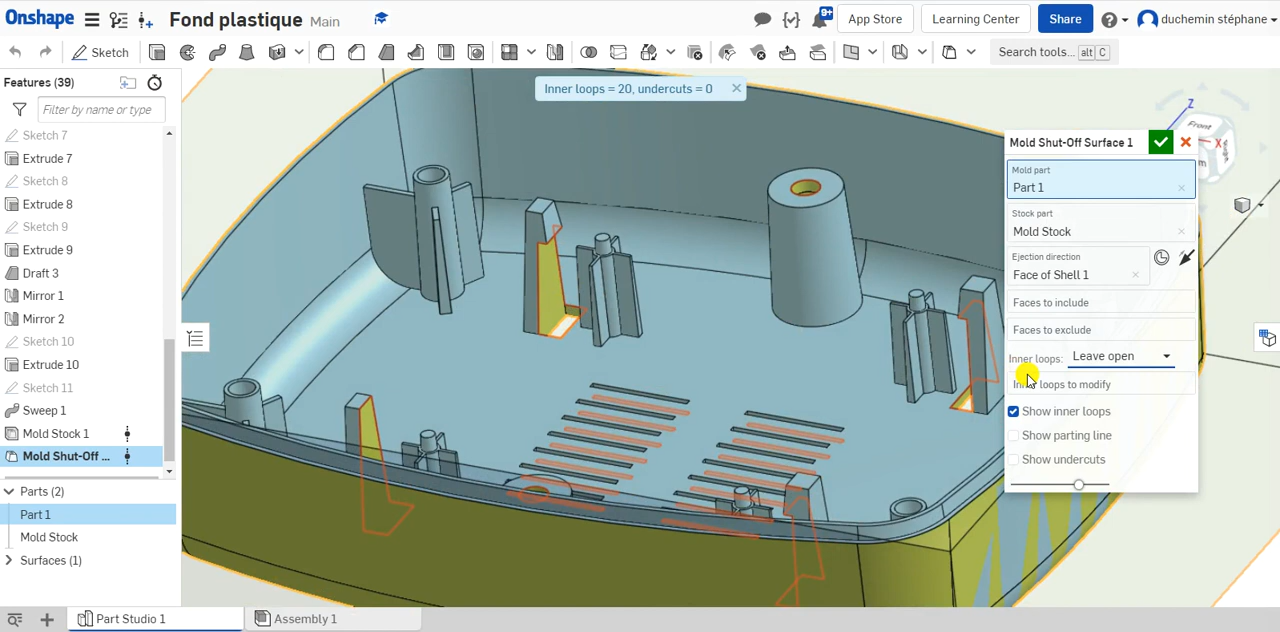 Onshape Fond plastique Main 9+ App Store Learning Center Share duchemin stéphane
Sketch Search tools... alt C
Features (39)
Filter by name or type
Sketch 7
Extrude 7
Sketch 8
Extrude 8
Sketch 9
Extrude 9
Draft 3
Mirror 1
Mirror 2
Sketch 10
Extrude 10
Sketch 11
Sweep 1
Mold Stock 1
Mold Shut-Off ...
Parts (2)
Part 1
Mold Stock
Surfaces (1)
Inner loops = 20, undercuts = 0
Z
Front
X
Mold Shut-Off Surface 1
Mold part
Part 1
Stock part
Mold Stock
Ejection direction
Face of Shell 1
Faces to include
Faces to exclude
Inner loops: Leave open
Inner loops to modify
Show inner loops
Show parting line
Show undercuts
Part Studio 1 Assembly 1